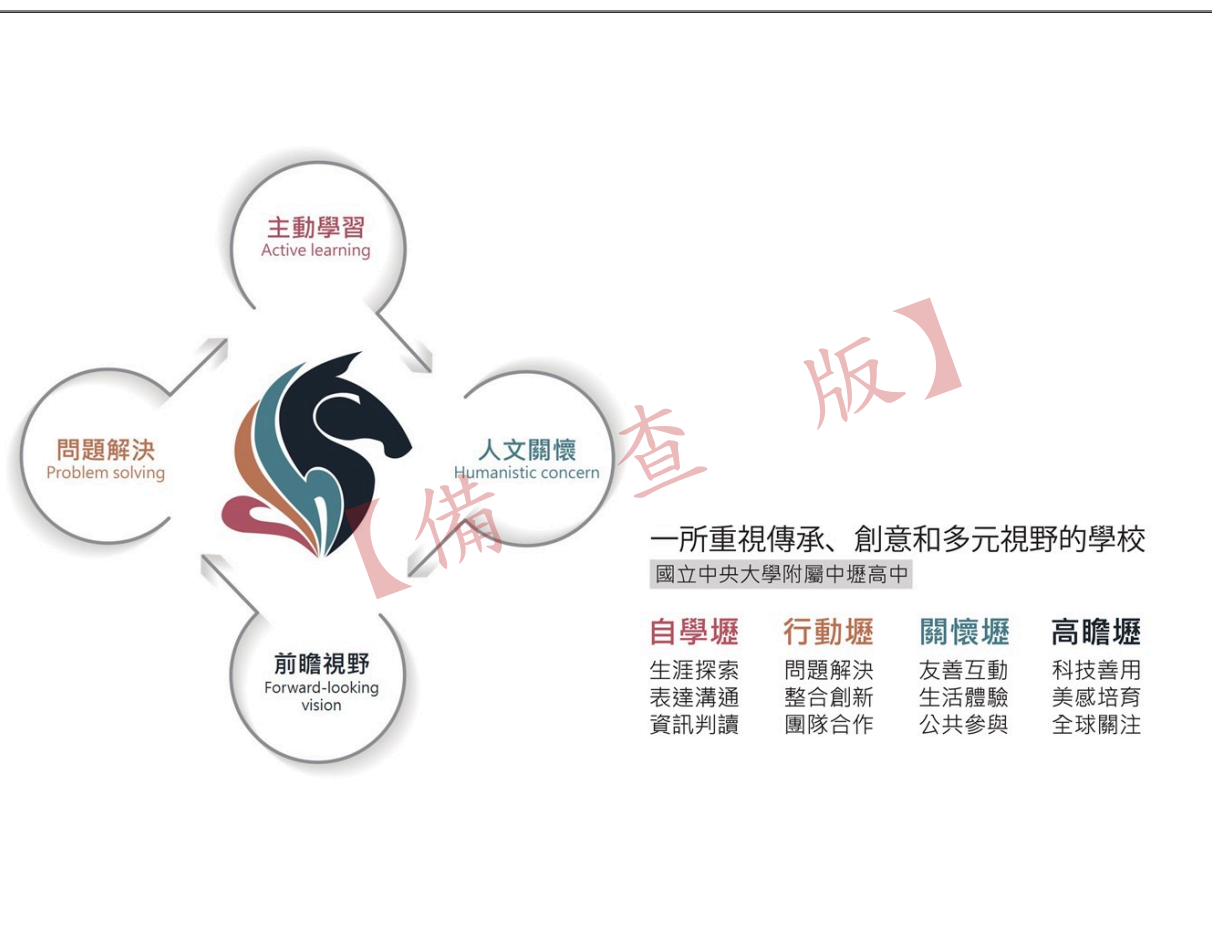 主動學習
Active learning
問題解決
Problem solving
人文關懷
Humanistic concern
前瞻視野
Forward-looking
vision
【備 查 版】
一所重視傳承、創意和多元視野的學校
國立中央大學附屬中壢高中
自學壢 行動壢 關懷壢 高瞻壢
生涯探索 問題解決 友善互動 科技善用
表達溝通 整合創新 生活體驗 美感培育
資訊判讀 團隊合作 公共參與 全球關注